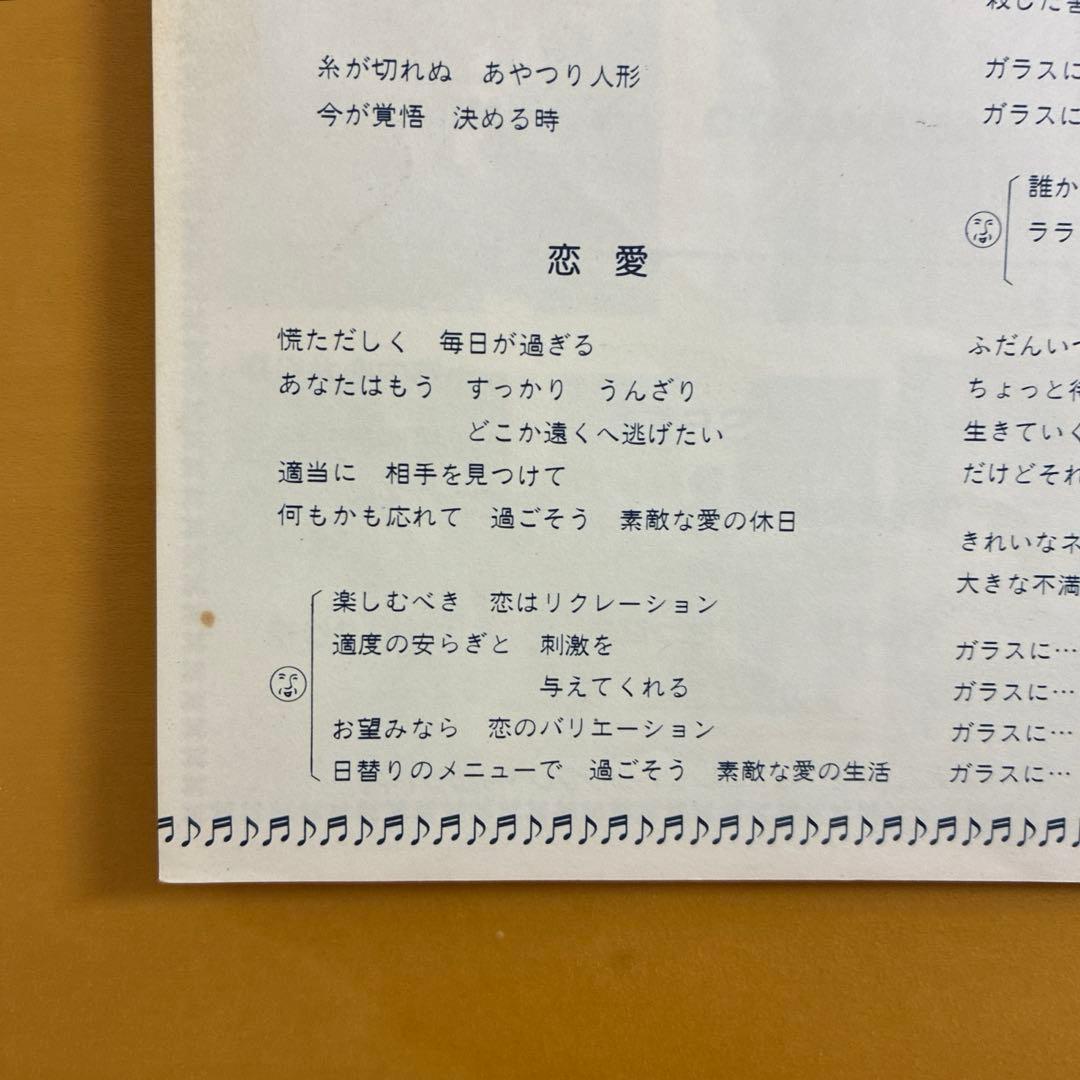 糸が切れぬ　あやつり人形
今が覚悟　決める時
恋　愛
慌ただしく　毎日が過ぎる
あなたはもう　すっかり　うんざり
どこか遠くへ逃げたい
適当に　相手を見つけて
何もかも応れて　過ごそう　素敵な愛の休日
楽しむべき　恋はリクレーション
適度の安らぎと　刺激を
与えてくれる
お望みなら　恋のバリエーション
日替りのメニューで　過ごそう　素敵な愛の生活
殺した
ガラスに
ガラスに
誰か
ララ
ふだんいつ
ちょっと待
生きていく
だけどそれ
きれいなネ
大きな不満
ガラスに…
ガラスに…
ガラスに…
ガラスに…